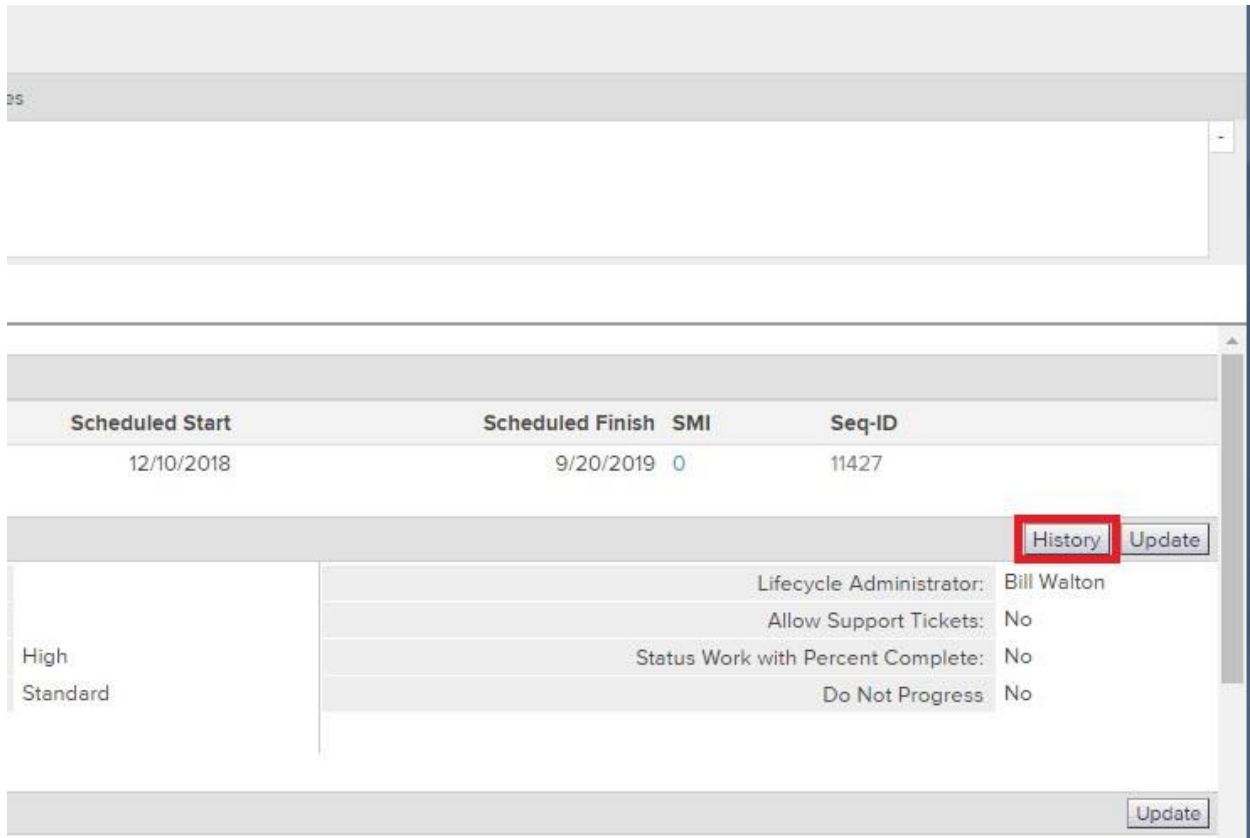 es
-
Scheduled Start Scheduled Finish SMI Seq-ID
12/10/2018 9/20/2019 0 11427
History Update
Lifecycle Administrator: Bill Walton
Allow Support Tickets: No
High Status Work with Percent Complete: No
Standard Do Not Progress No
Update